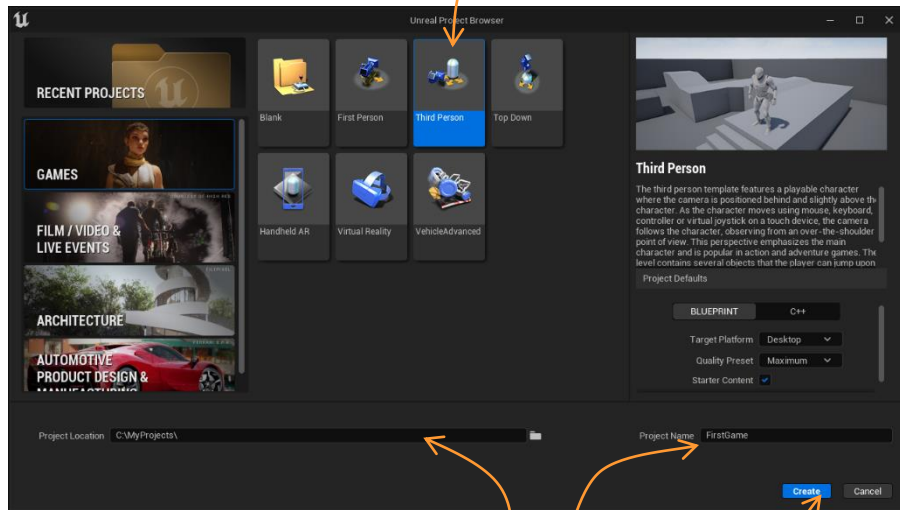 Unreal Project Browser
RECENT PROJECTS
GAMES
FILM / VIDEO &
LIVE EVENTS
ARCHITECTURE
AUTOMOTIVE
PRODUCT DESIGN &
MANUFACTURING
Blank
First Person
Third Person
Top Down
Handheld AR
Virtual Reality
VehicleAdvanced
Third Person
The third person template features a playable character
where the camera is positioned behind and slightly above the
character. As the character moves using mouse, keyboard,
controller or virtual joystick on a touch device, the camera
follows the character, observing from an over-the-shoulder
point of view. This perspective emphasizes the main
character and is popular in action and adventure games. The
level contains several objects that the player can jump upon
Project Defaults
BLUEPRINT C++
Target Platform Desktop
Quality Preset Maximum
Starter Content
Project Location C:\MyProjects\
Project Name FirstGame
Create Cancel